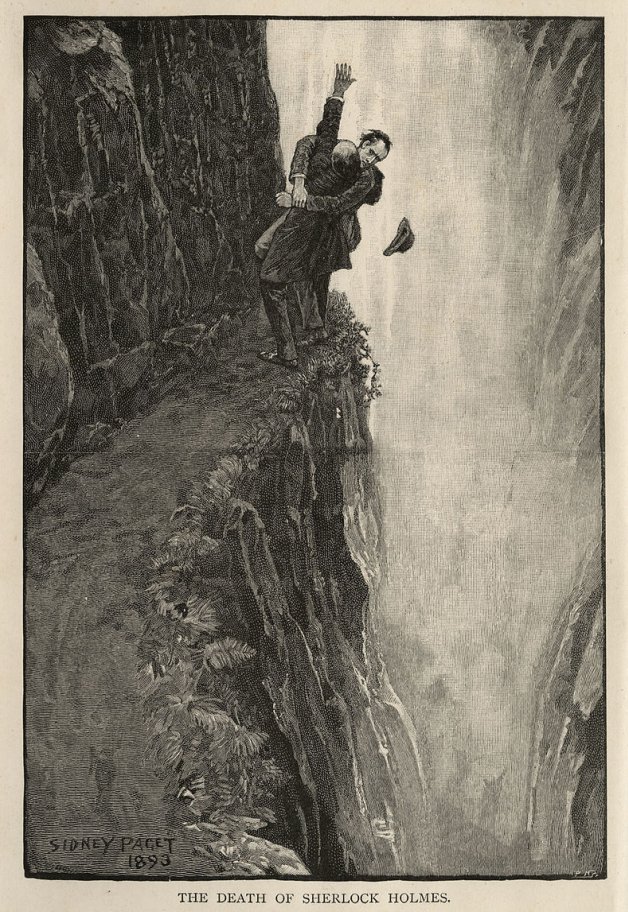 SIDNEY PAGET
1893
THE DEATH OF SHERLOCK HOLMES.